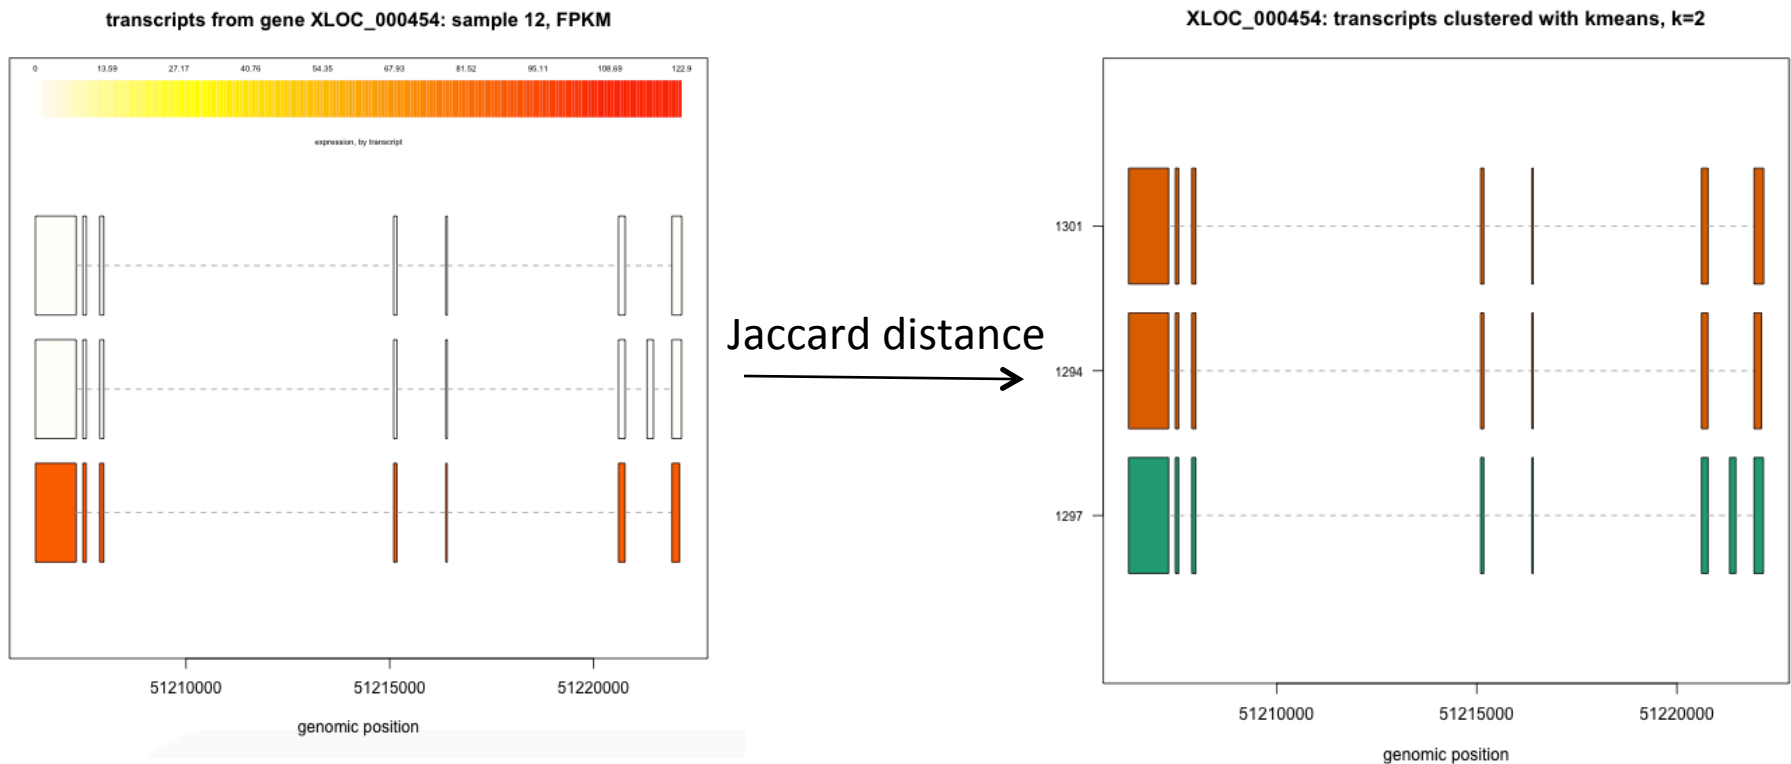 transcripts from gene XLOC_000454: sample 12, FPKM
0 13.59 27.17 40.76 54.35 67.93 81.52 95.11 108.69 122.9
expression, by transcript
51210000 51215000 51220000
genomic position
Jaccard distance
XLOC_000454: transcripts clustered with kmeans, k=2
1301
1294
1297
51210000 51215000 51220000
genomic position